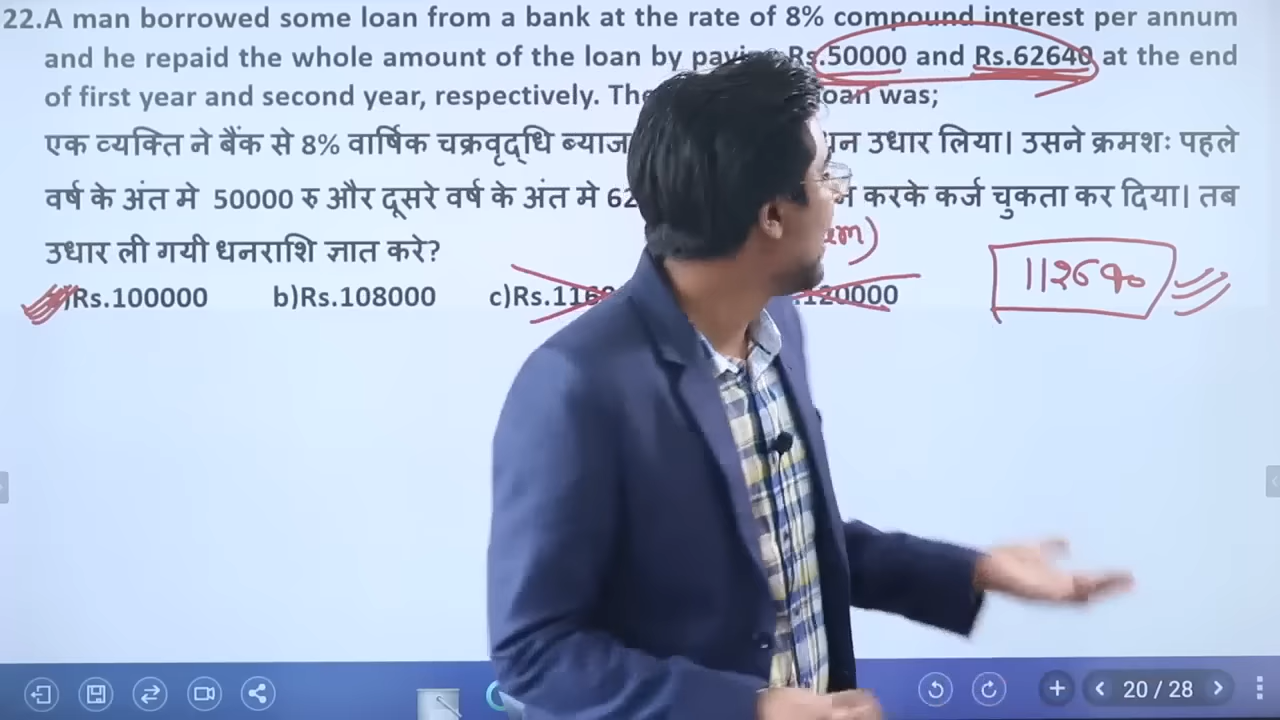 22.A man borrowed some loan from a bank at the rate of 8% compound interest per annum
and he repaid the whole amount of the loan by Rs.50000 and Rs.62640 at the end
of first year and second year, respectively. was;
एक व्यक्ति ने बैंक से 8% वार्षिक चक्रवृद्धि उधार लिया। उसने क्रमशः पहले
वर्ष के अंत मे 50000 रु और दूसरे वर्ष के अंत मे करके कर्ज चुकता कर दिया। तब
उधार ली गयी धनराशि ज्ञात करे?
Rs.100000 b)Rs.108000 c) 120000
112640
20 / 28